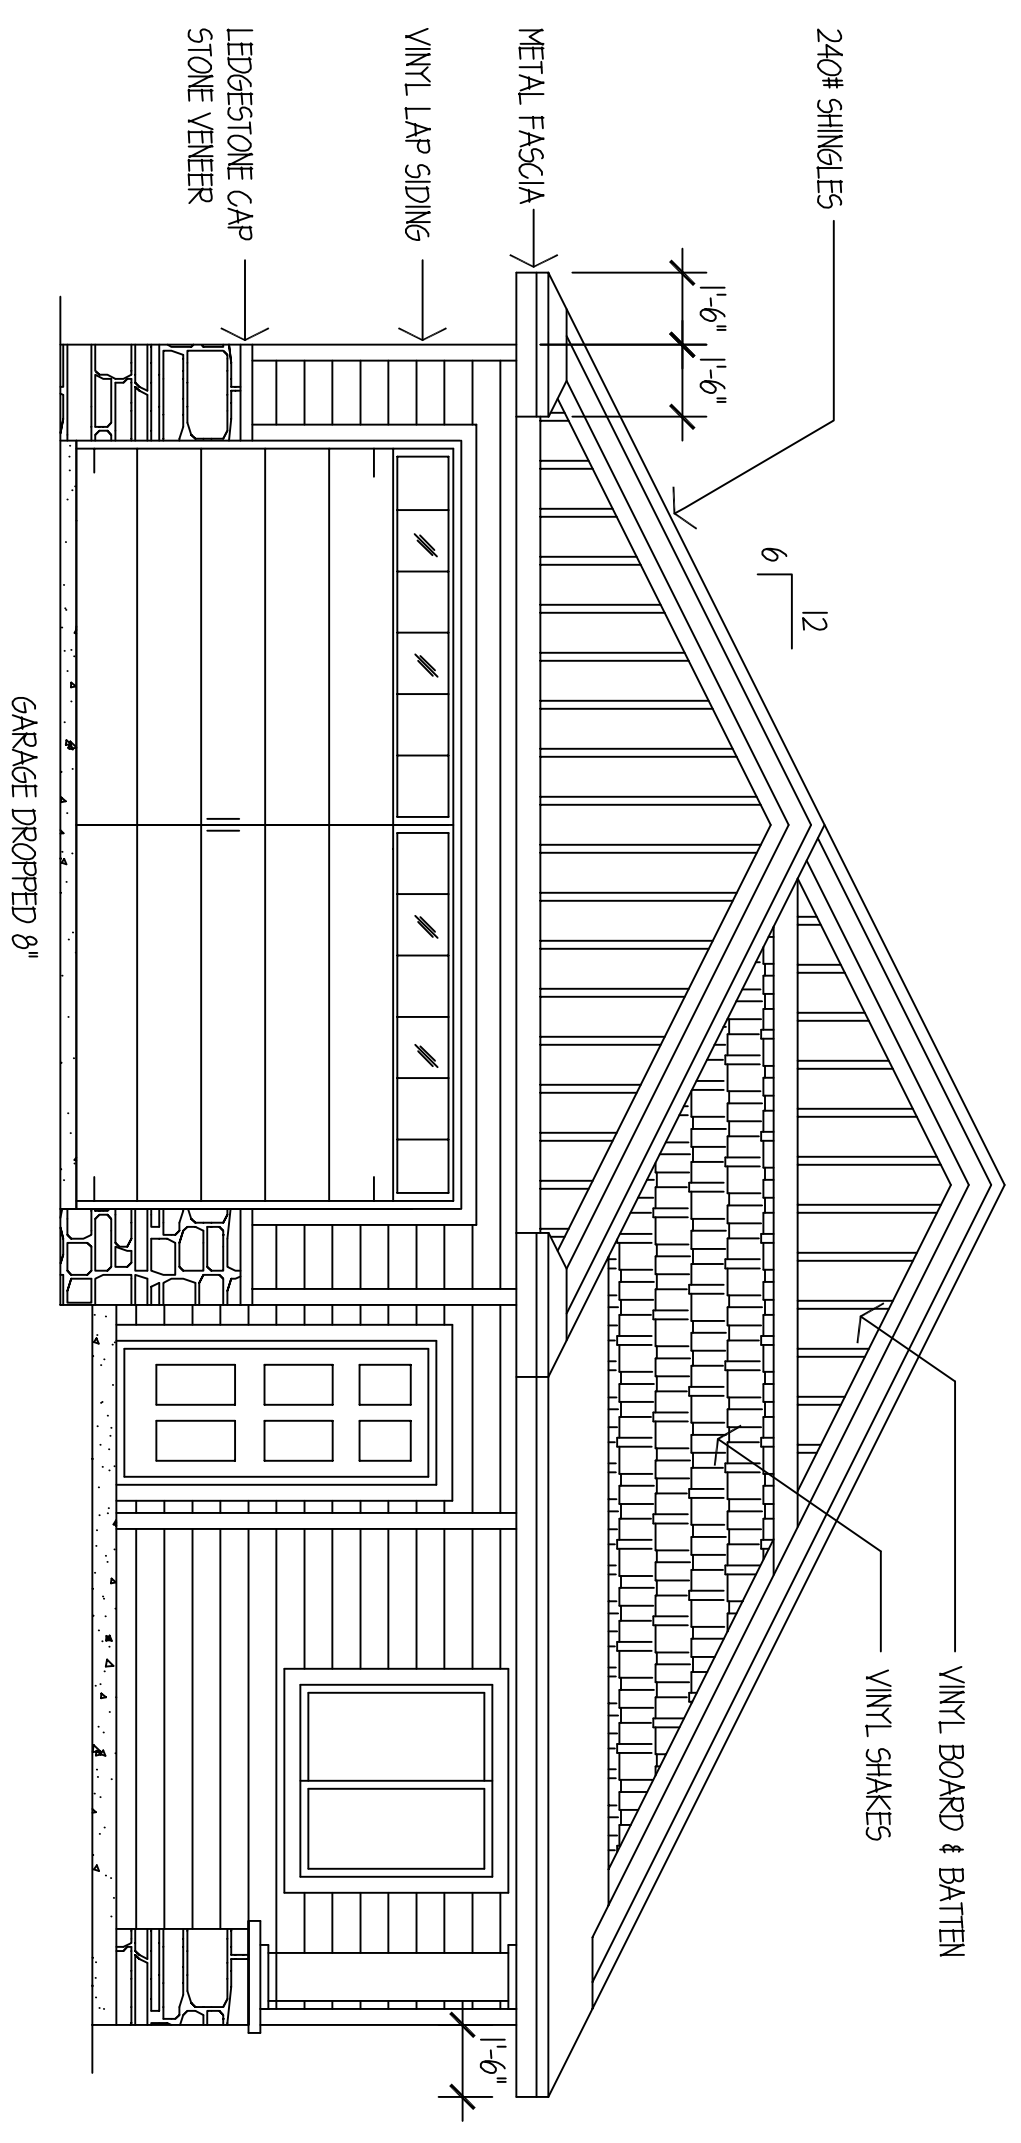 240# SHINGLES
METAL FASCIA
VINYL LAP SIDING
LEDGESTONE CAP
STONE VENEER
1'-6"
1'-6"
12
6
VINYL BOARD & BATTEN
VINYL SHAKES
1'-6"
GARAGE DROPPED 8"